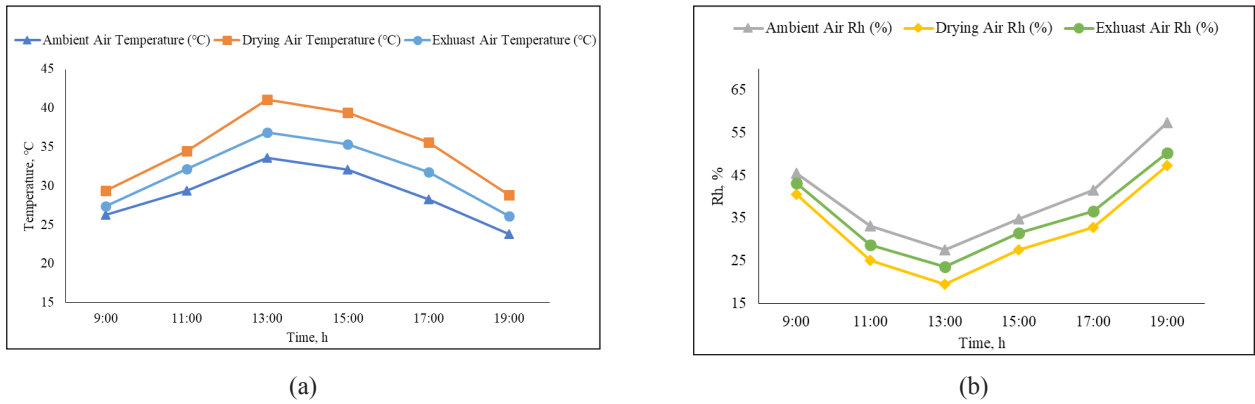 Ambient Air Temperature (°C) Drying Air Temperature (°C) Exhuast Air Temperature (°C)
45
40
35
30
25
20
15
Temperature, °C
9:00 11:00 13:00 15:00 17:00 19:00
Time, h
(a)
Ambient Air Rh (%) Drying Air Rh (%) Exhuast Air Rh (%)
65
55
45
35
25
15
Rh, %
9:00 11:00 13:00 15:00 17:00 19:00
Time, h
(b)